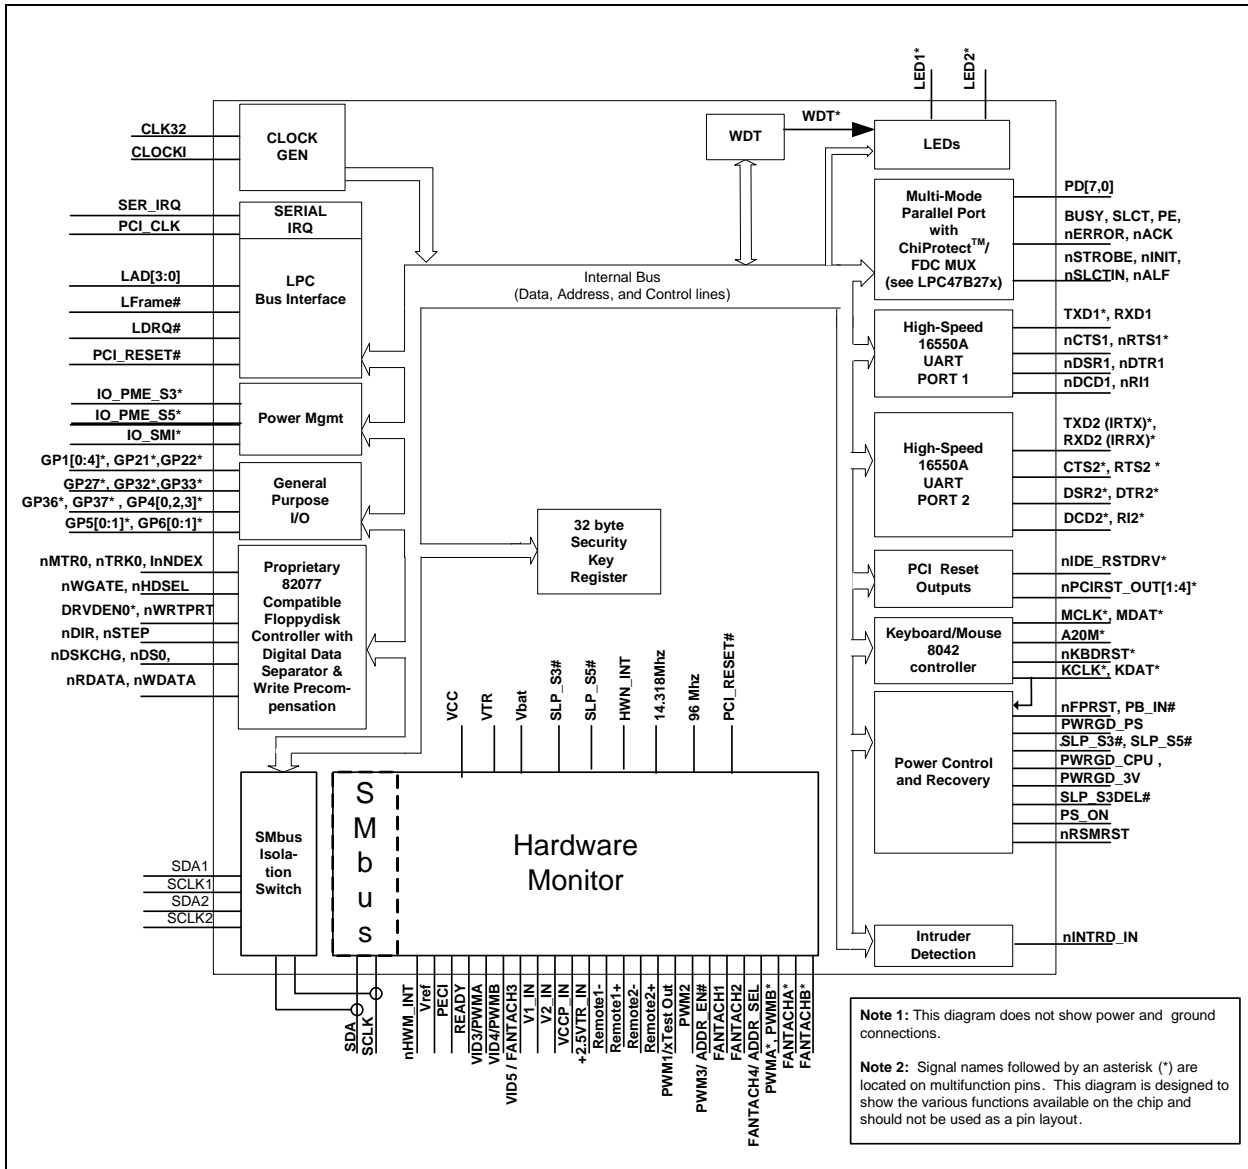 LED1*
LED2*
CLK32
CLOCKI
CLOCK
GEN
WDT
WDT*
LEDs
SER_IRQ
PCI_CLK
SERIAL
IRQ
LAD[3:0]
LFrame#
LDRQ#
PCI_RESET#
LPC
Bus Interface
Internal Bus
(Data, Address, and Control lines)
Multi-Mode
Parallel Port
with
ChiProtect™/
FDC MUX
(see LPC47B27x)
PD[7,0]
BUSY, SLCT, PE,
nERROR, nACK
nSTROBE, nINIT,
nSLCTIN, nALF
High-Speed
16550A
UART
PORT 1
TXD1*, RXD1
nCTS1, nRTS1*
nDSR1, nDTR1
nDCD1, nRI1
IO_PME_S3*
IO_PME_S5*
IO_SMI*
Power Mgmt
High-Speed
16550A
UART
PORT 2
TXD2 (IRTX)*,
RXD2 (IRRX)*
CTS2*, RTS2 *
DSR2*, DTR2*
DCD2*, RI2*
GP1[0:4]*, GP21*,GP22*
GP27*, GP32*,GP33*
GP36*, GP37* , GP4[0,2,3]*
GP5[0:1]*, GP6[0:1]*
General
Purpose
I/O
32 byte
Security
Key
Register
nMTR0, nTRK0, InNDEX
nWGATE, nHDSEL
DRVDEN0*, nWRTPRT
nDIR, nSTEP
nDSKCHG, nDS0,
nRDATA, nWDATA
Proprietary
82077
Compatible
Floppydisk
Controller with
Digital Data
Separator &
Write Precom-
pensation
PCI Reset
Outputs
nIDE_RSTDRV*
nPCIRST_OUT[1:4]*
Keyboard/Mouse
8042
controller
MCLK*, MDAT*
A20M*
nKBDRST*
KCLK*, KDAT*
Power Control
and Recovery
nFPRST, PB_IN#
PWRGD_PS
SLP_S3#, SLP_S5#
PWRGD_CPU ,
PWRGD_3V
SLP_S3DEL#
PS_ON
nRSMRST
VCC
VTR
Vbat
SLP_S3#
SLP_S5#
HWN_INT
14.318Mhz
96 Mhz
PCI_RESET#
SDA1
SCLK1
SDA2
SCLK2
SMbus
Isola-
tion
Switch
SMbus
Hardware
Monitor
Intruder
Detection
nINTRD_IN
SDA
SCLK
nHWM_INT
Vref
PECI
READY
VID3/PWMA
VID4/PWMB
VID5 / FANTACH3
V1_IN
V2_IN
VCCP_IN
+2.5VTR_IN
Remote1-
Remote1+
Remote2-
Remote2+
PWM1/xTest Out
PWM2
PWM3/ ADDR_EN#
FANTACH1
FANTACH2
FANTACH4/ ADDR_SEL
PWMA*, PWMB*
FANTACHA*
FANTACHB*
Note 1: This diagram does not show power and ground
connections.
Note 2: Signal names followed by an asterisk (*) are
located on multifunction pins. This diagram is designed to
show the various functions available on the chip and
should not be used as a pin layout.